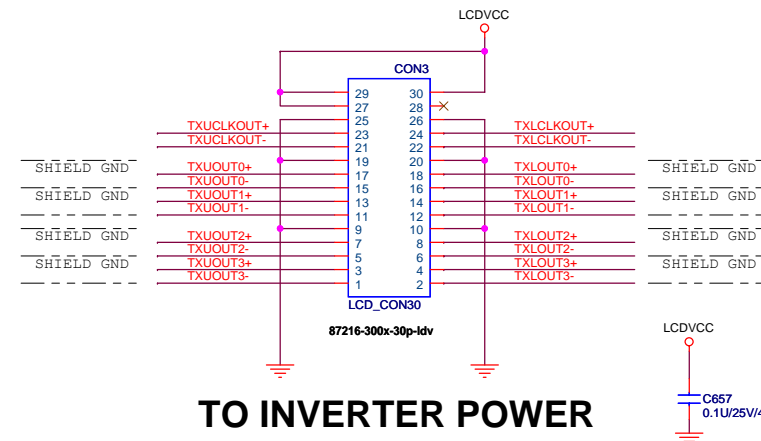 LCDVCC
CON3
29 30
27 28
25 26
TXUCLKOUT+ 23 24 TXLCLKOUT+
TXUCLKOUT- 21 22 TXLCLKOUT-
SHIELD GND 19 20 SHIELD GND
TXUOUT0+ 17 18 TXLOUT0+
TXUOUT0- 15 16 TXLOUT0-
SHIELD GND TXUOUT1+ 13 14 TXLOUT1+ SHIELD GND
TXUOUT1- 11 12 TXLOUT1-
SHIELD GND 9 10 SHIELD GND
TXUOUT2+ 7 8 TXLOUT2+
TXUOUT2- 5 6 TXLOUT2-
SHIELD GND TXUOUT3+ 3 4 TXLOUT3+ SHIELD GND
TXUOUT3- 1 2 TXLOUT3-
LCD_CON30
87216-300x-30p-ldv
LCDVCC
C657
0.1U/25V/4
TO INVERTER POWER